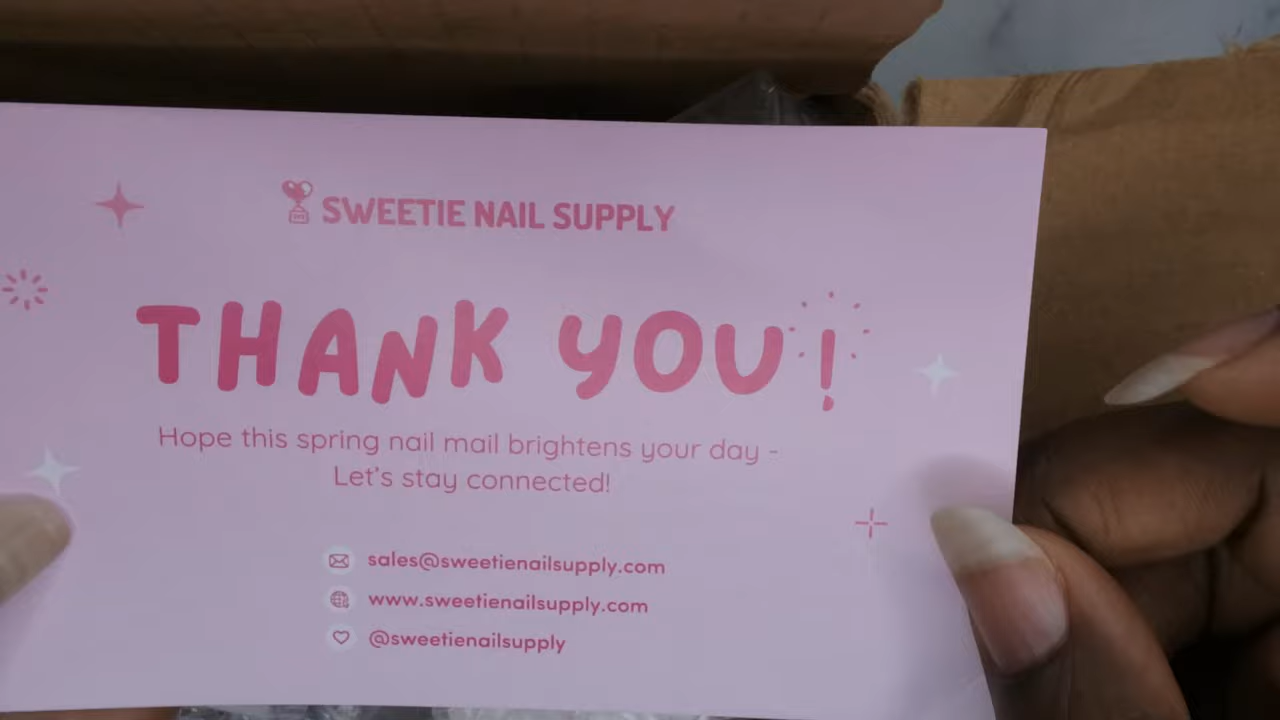 SWEETIE NAIL SUPPLY
THANK YOU!
Hope this spring nail mail brightens your day -
Let's stay connected!
sales@sweetienailsupply.com
www.sweetienailsupply.com
@sweetienailsupply